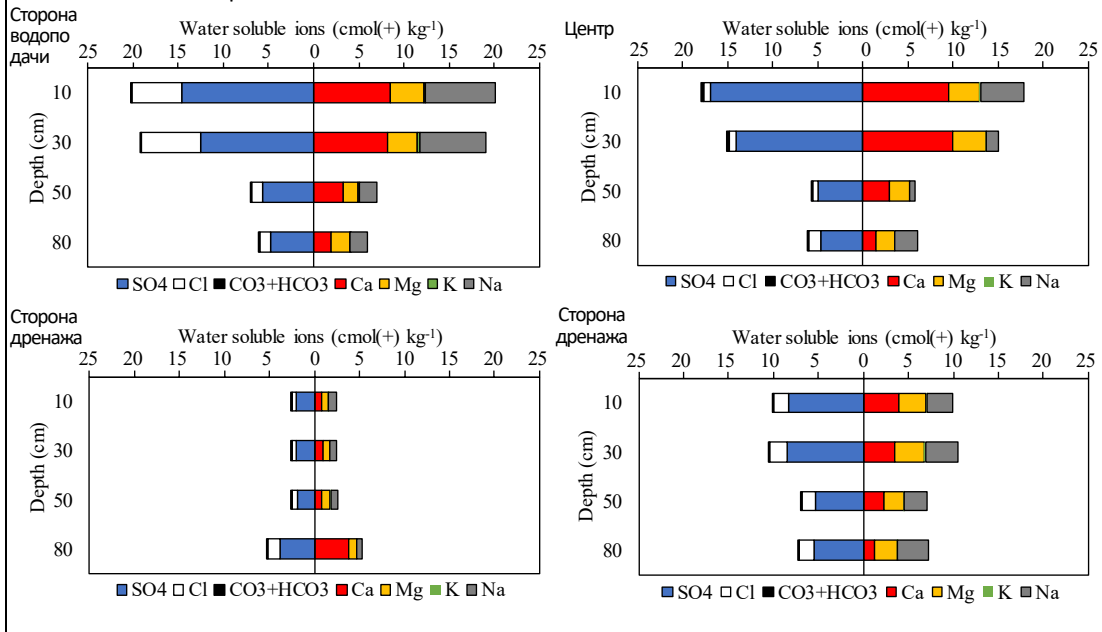 Сторона
водопо
дачи
Water soluble ions (cmol(+) kg-1)
25 20 15 10 5 0 5 10 15 20 25
Depth (cm)
10
30
50
80
SO4 Cl CO3+HCO3 Ca Mg K Na
Центр
Water soluble ions (cmol(+) kg-1)
25 20 15 10 5 0 5 10 15 20 25
Depth (cm)
10
30
50
80
SO4 Cl CO3+HCO3 Ca Mg K Na
Сторона
дренажа
Water soluble ions (cmol(+) kg-1)
25 20 15 10 5 0 5 10 15 20 25
Depth (cm)
10
30
50
80
SO4 Cl CO3+HCO3 Ca Mg K Na
Сторона
дренажа
Water soluble ions (cmol(+) kg-1)
25 20 15 10 5 0 5 10 15 20 25
Depth (cm)
10
30
50
80
SO4 Cl CO3+HCO3 Ca Mg K Na